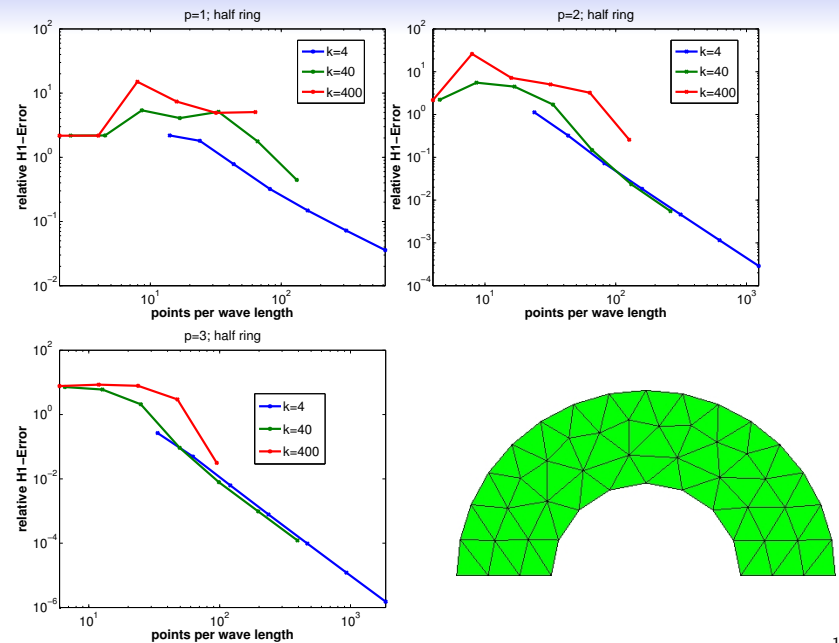 p=1; half ring
relative H1−Error
10^2
10^1
10^0
10^−1
10^−2
10^1
10^2
points per wave length
k=4
k=40
k=400
p=2; half ring
relative H1−Error
10^2
10^1
10^0
10^−1
10^−2
10^−3
10^−4
10^1
10^2
10^3
points per wave length
k=4
k=40
k=400
p=3; half ring
relative H1−Error
10^2
10^0
10^−2
10^−4
10^−6
10^1
10^2
10^3
points per wave length
k=4
k=40
k=400